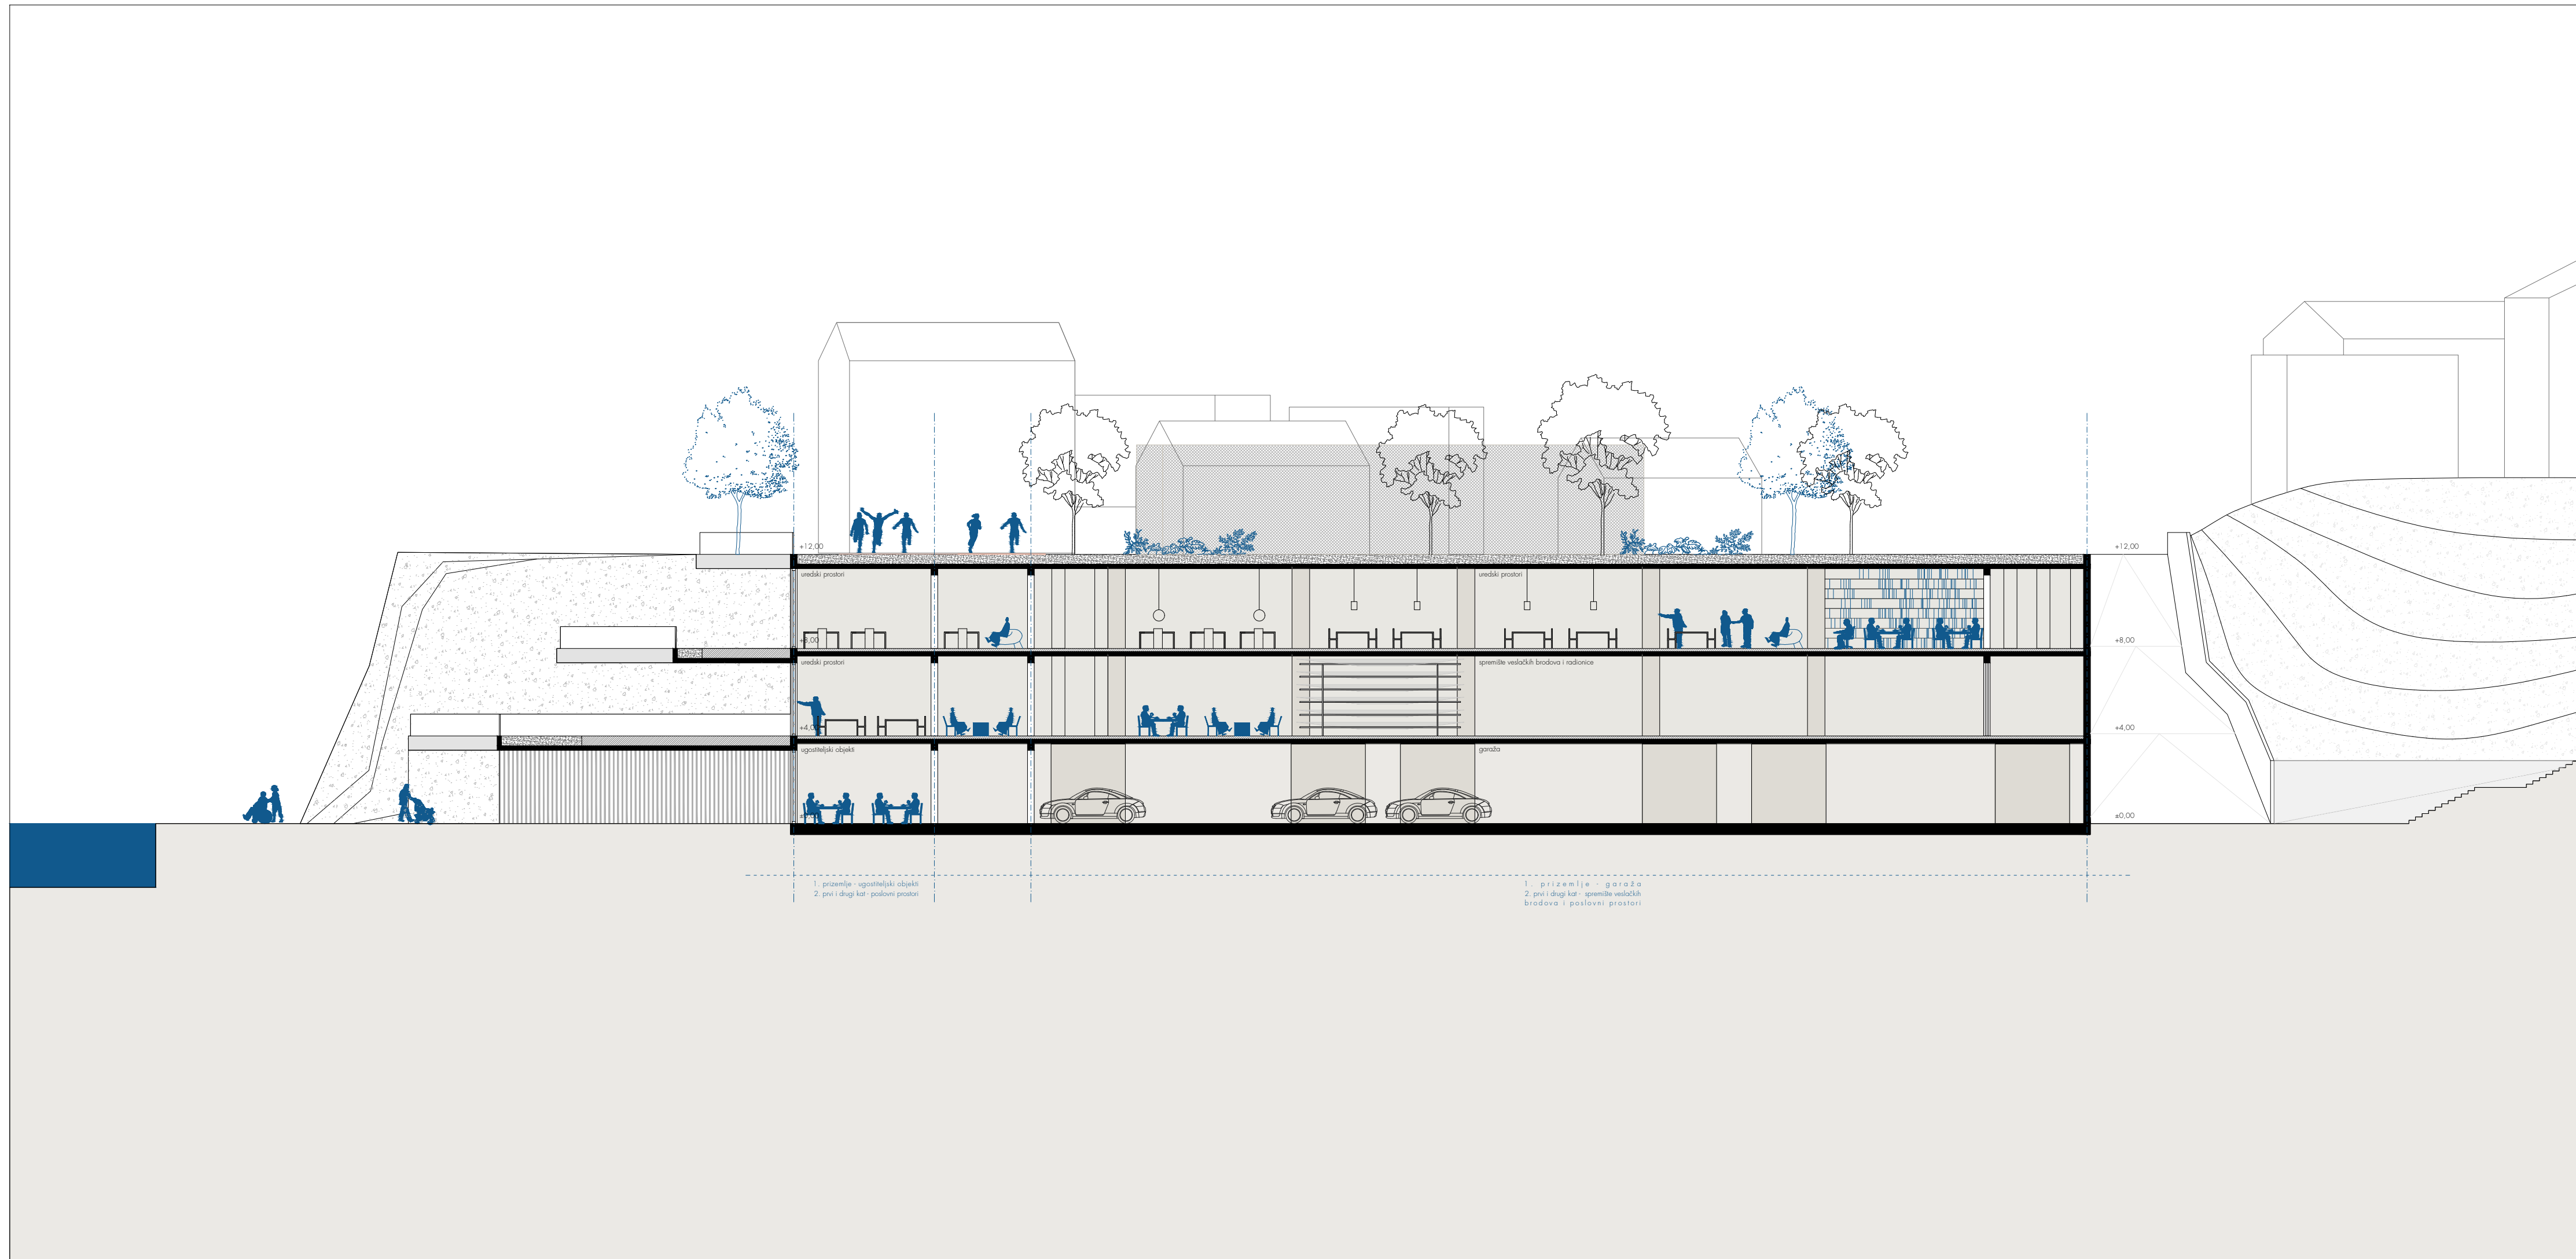 +12,00
+12,00
uredski prostori
uredski prostori
+8,00
+8,00
uredski prostori
spremište veslačkih brodova i radionice
+4,00
+4,00
ugostiteljski objekti
garaža
±0,00
1. prizemlje - ugostiteljski objekti
2. prvi i drugi kat - poslovni prostori
1. prizemlje - garaža
2. prvi i drugi kat - spremište veslačkih
brodova i poslovni prostori